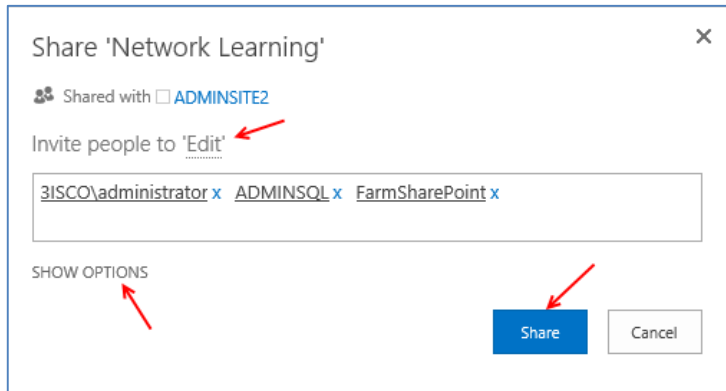 Share 'Network Learning'
Shared with ADMINSITE2
Invite people to 'Edit'
3ISCO\administrator x ADMINSQL x FarmSharePoint x
SHOW OPTIONS
Share Cancel